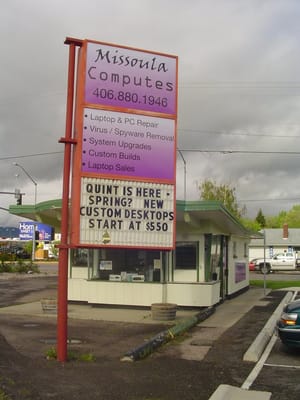 Missoula
Computes
406.880.1946
• Laptop & PC Repair
• Virus / Spyware Removal
• System Upgrades
• Custom Builds
• Laptop Sales
QUINT IS HERE +
SPRING? NEW
CUSTOM DESKTOPS
START AT $550